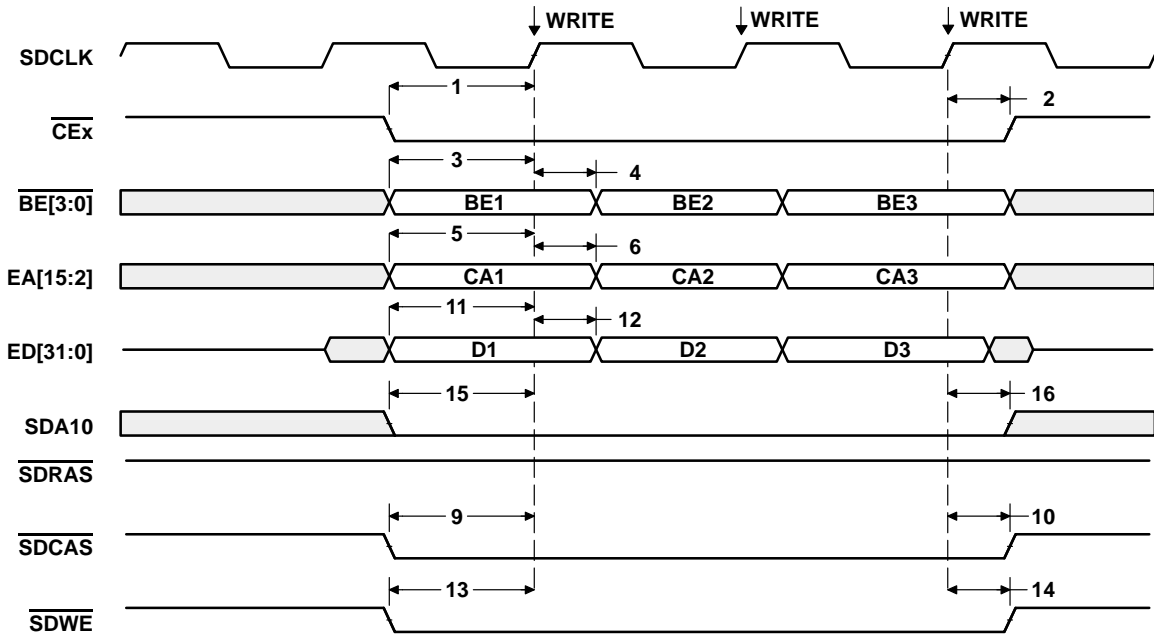 WRITE WRITE WRITE
SDCLK
1 2
CEx
3 4
BE[3:0] BE1 BE2 BE3
5 6
EA[15:2] CA1 CA2 CA3
11 12
ED[31:0] D1 D2 D3
15 16
SDA10
SDRAS
9 10
SDCAS
13 14
SDWE